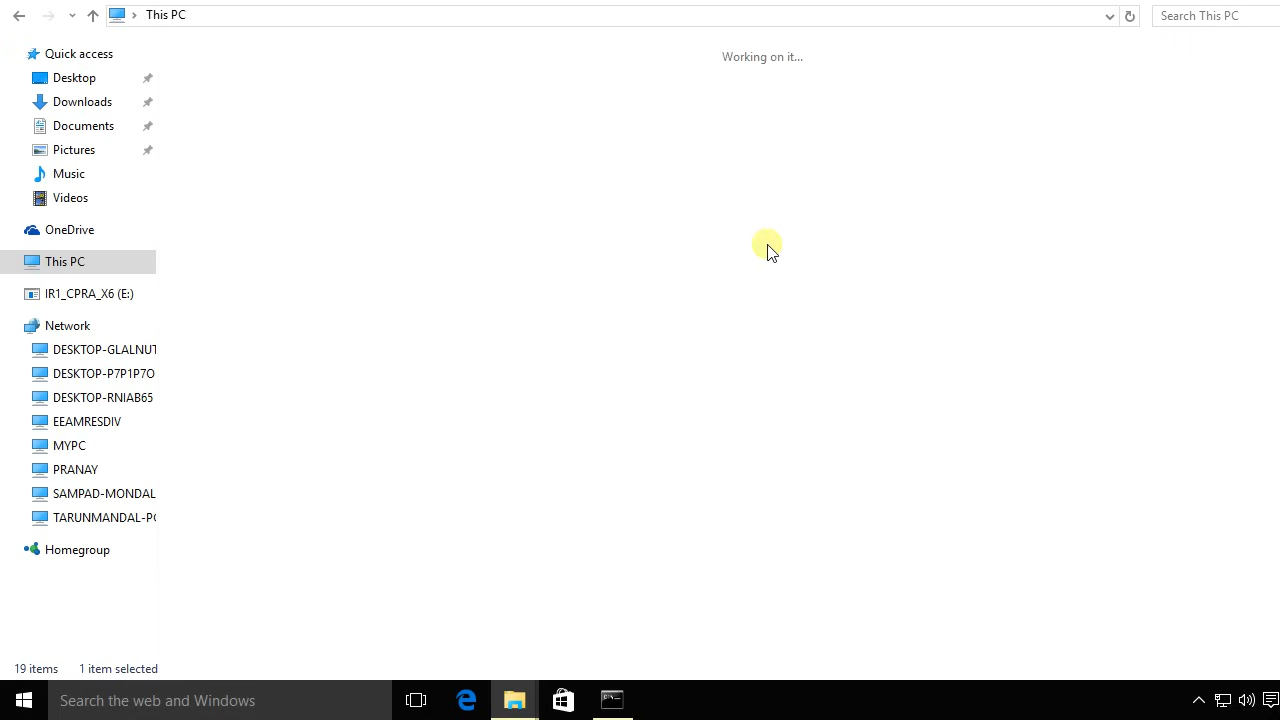 This PC
Search This PC
Working on it...
Quick access
Desktop
Downloads
Documents
Pictures
Music
Videos
OneDrive
This PC
IR1_CPRA_X6 (E:)
Network
DESKTOP-GLALNUT
DESKTOP-P7P1P7O
DESKTOP-RNIAB65
EEAMRESDIV
MYPC
PRANAY
SAMPAD-MONDAL
TARUNMANDAL-PC
Homegroup
19 items 1 item selected
Search the web and Windows